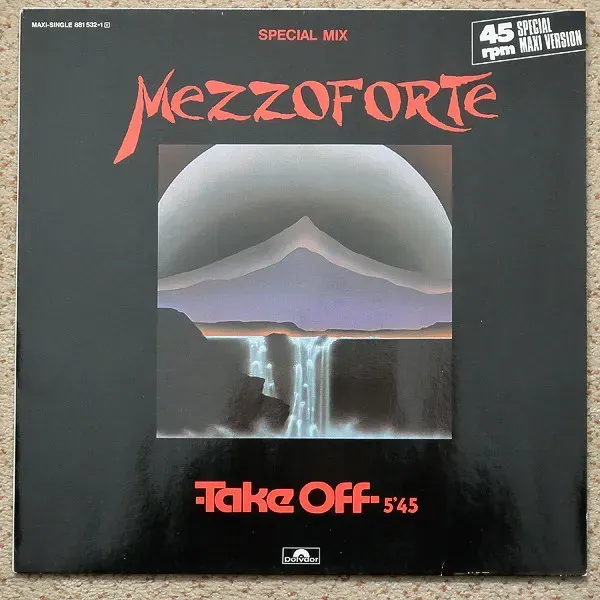 MAXI-SINGLE 881 532-1
SPECIAL MIX
45 rpm
SPECIAL
MAXI VERSION
MEZZOFORTE
Take Off 5'45
Polydor